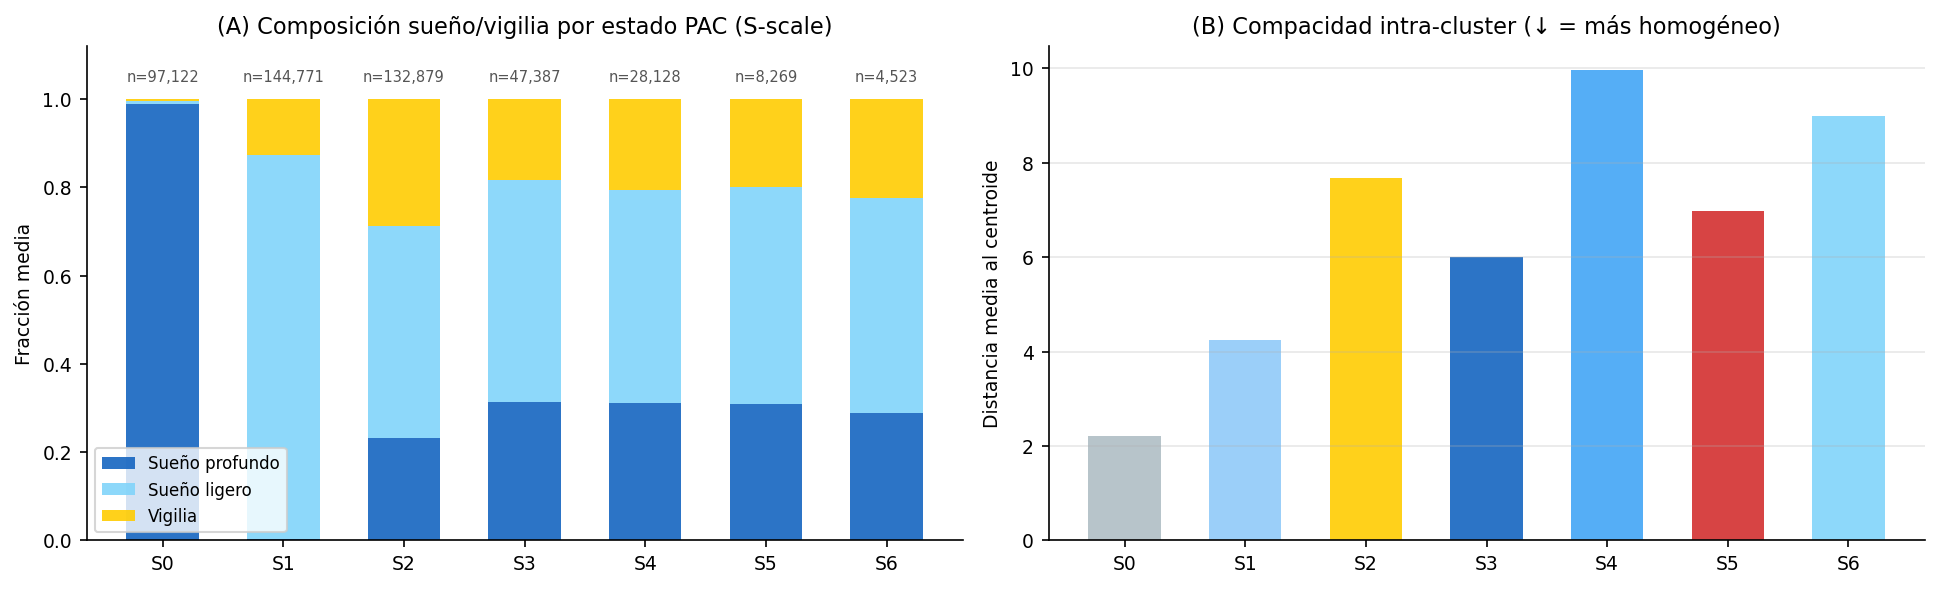 (A) Composición sueño/vigilia por estado PAC (S-scale)
n=97,122 n=144,771 n=132,879 n=47,387 n=28,128 n=8,269 n=4,523
Fracción media
1.0
0.8
0.6
0.4
0.2
0.0
Sueño profundo
Sueño ligero
Vigilia
S0 S1 S2 S3 S4 S5 S6
(B) Compacidad intra-cluster (↓ = más homogéneo)
Distancia media al centroide
10
8
6
4
2
0
S0 S1 S2 S3 S4 S5 S6